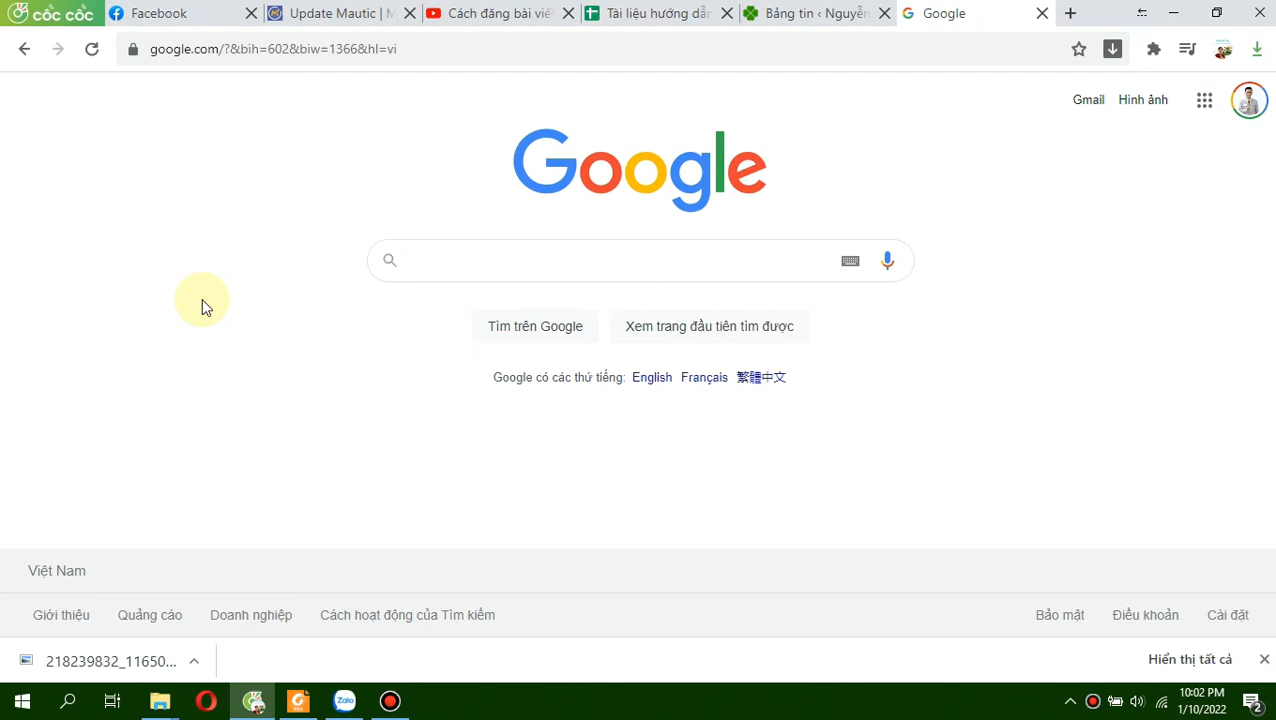 cốc cốc
Facebook
Update Mautic | M
Cách đăng bài viết
Tài liệu hướng dẫn
Bảng tin - Nguyễn
Google
google.com/?&bih=602&biw=1366&hl=vi
Gmail
Hình ảnh
Google
Tìm trên Google
Xem trang đầu tiên tìm được
Google có các thứ tiếng: English Français 繁體中文
Việt Nam
Giới thiệu
Quảng cáo
Doanh nghiệp
Cách hoạt động của Tìm kiếm
Bảo mật
Điều khoản
Cài đặt
218239832_11650...
Hiển thị tất cả
Zalo
10:02 PM
1/10/2022
2